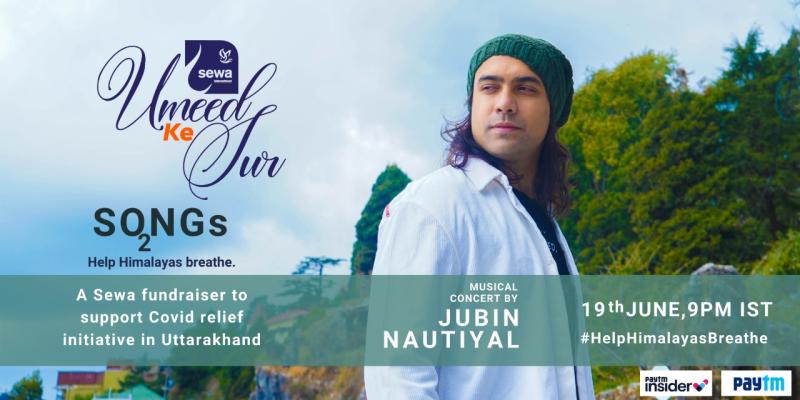 sewa
Umeed
Ke
Sur
SO2NGs
Help Himalayas breathe.
A Sewa fundraiser to
support Covid relief
initiative in Uttarakhand
MUSICAL
CONCERT BY
JUBIN
NAUTIYAL
19thJUNE,9PM IST
#HelpHimalayasBreathe
paytm
insider
paytm